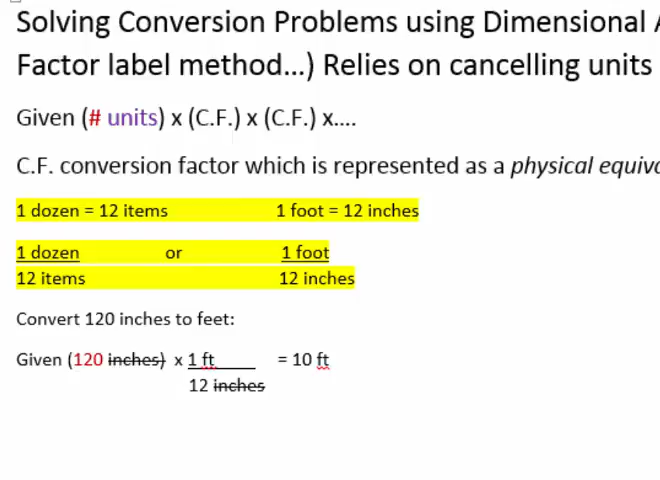 Solving Conversion Problems using Dimensional
Factor label method...) Relies on cancelling units
Given (# units) x (C.F.) x (C.F.) x....
C.F. conversion factor which is represented as a physical
1 dozen = 12 items 1 foot = 12 inches
1 dozen or 1 foot
12 items 12 inches
Convert 120 inches to feet:
Given (120 inches) x 1 ft = 10 ft
12 inches